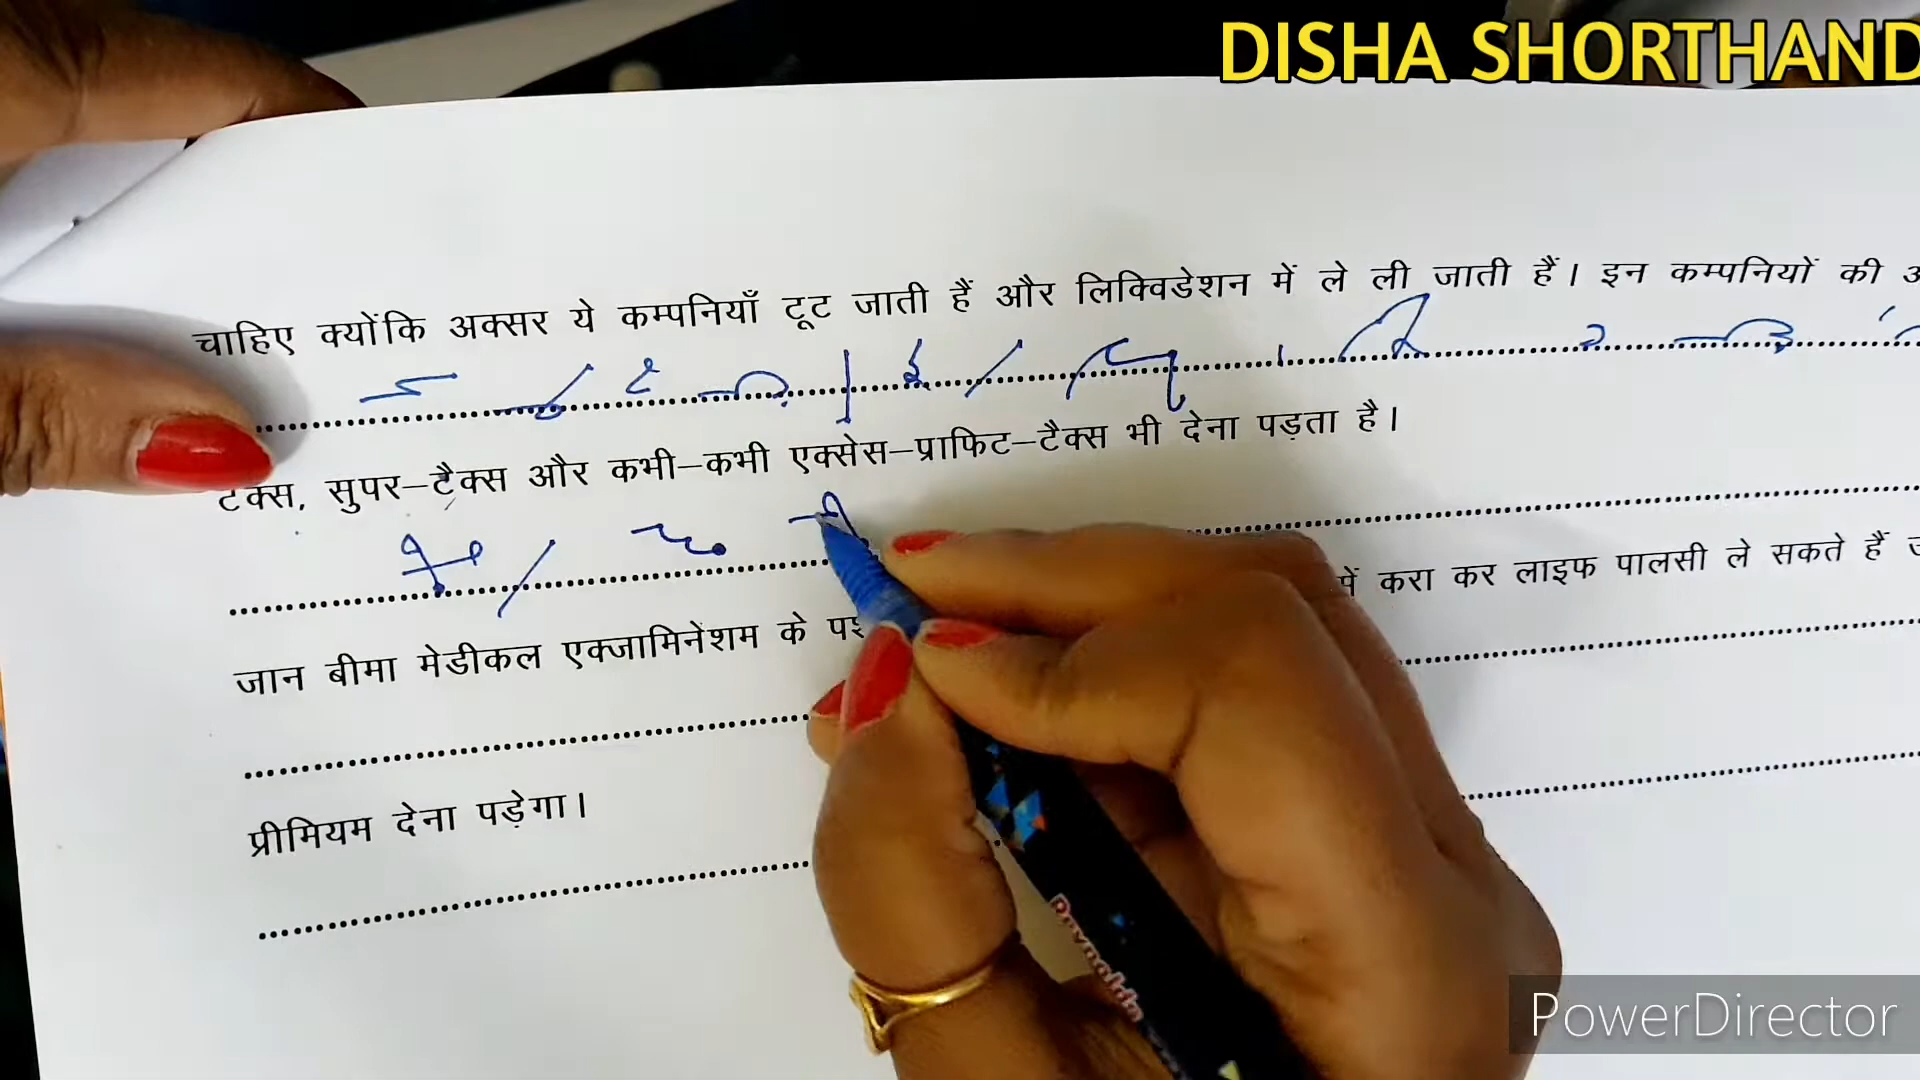 DISHA SHORTHAND
चाहिए क्योंकि अक्सर ये कम्पनियाँ टूट जाती हैं और लिक्विडेशन में ले ली जाती हैं। इन कम्पनियों की
टैक्स, सुपर–टैक्स और कभी–कभी एक्सेस–प्राफिट–टैक्स भी देना पड़ता है।
जान बीमा मेडीकल एक्जामिनेंशम के में करा कर लाइफ पालसी ले सकते हैं
प्रीमियम देना पड़ेगा।
PowerDirector